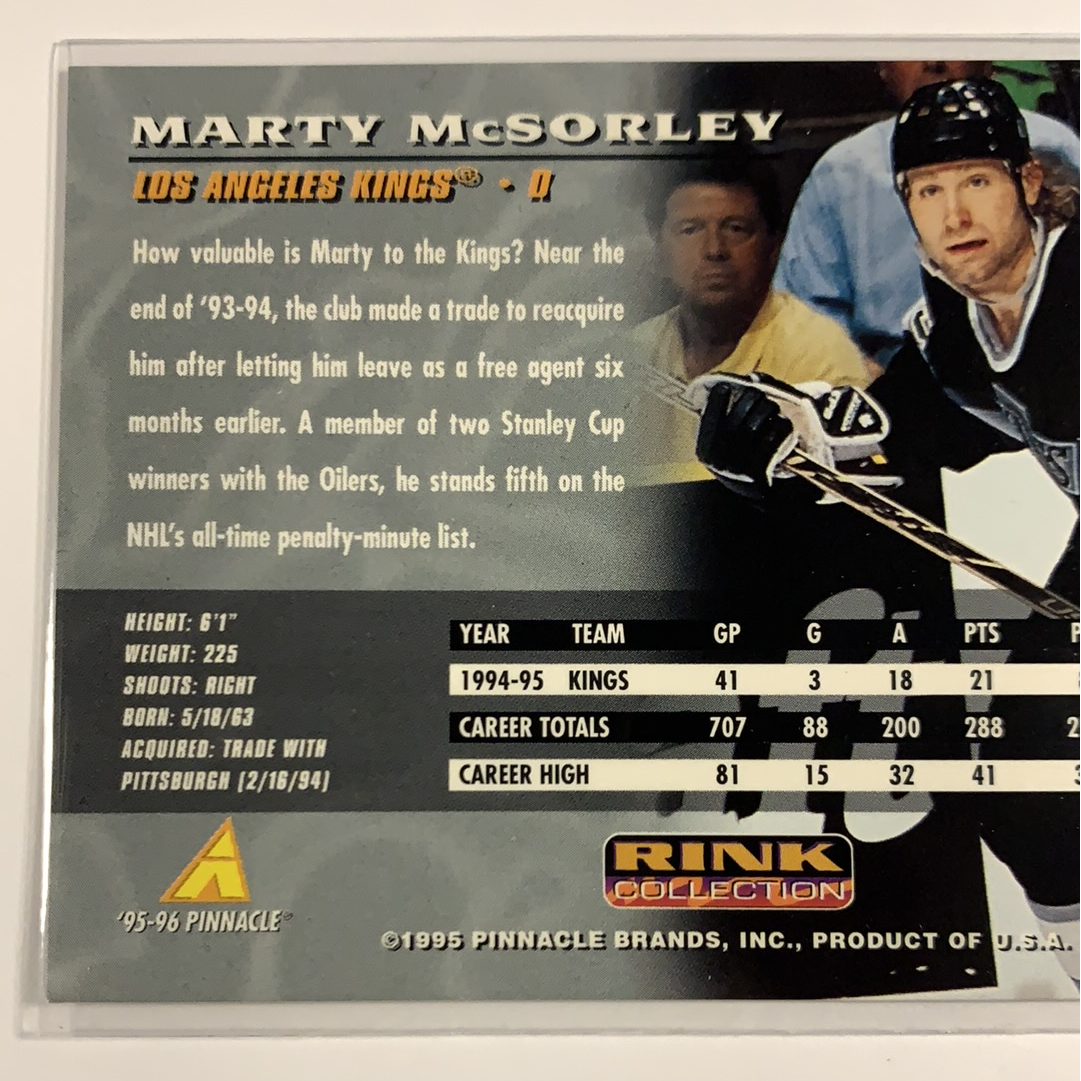 MARTY McSORLEY
LOS ANGELES KINGS® • D
How valuable is Marty to the Kings? Near the
end of ‘93-94, the club made a trade to reacquire
him after letting him leave as a free agent six
months earlier. A member of two Stanley Cup
winners with the Oilers, he stands fifth on the
NHL’s all-time penalty-minute list.
HEIGHT: 6'1"
WEIGHT: 225
SHOOTS: RIGHT
BORN: 5/18/63
ACQUIRED: TRADE WITH
PITTSBURGH (2/16/94)
YEAR TEAM GP G A PTS
1994-95 KINGS 41 3 18 21
CAREER TOTALS 707 88 200 288
CAREER HIGH 81 15 32 41
‘95-96 PINNACLE®
RINK
COLLECTION
©1995 PINNACLE BRANDS, INC., PRODUCT OF U.S.A.